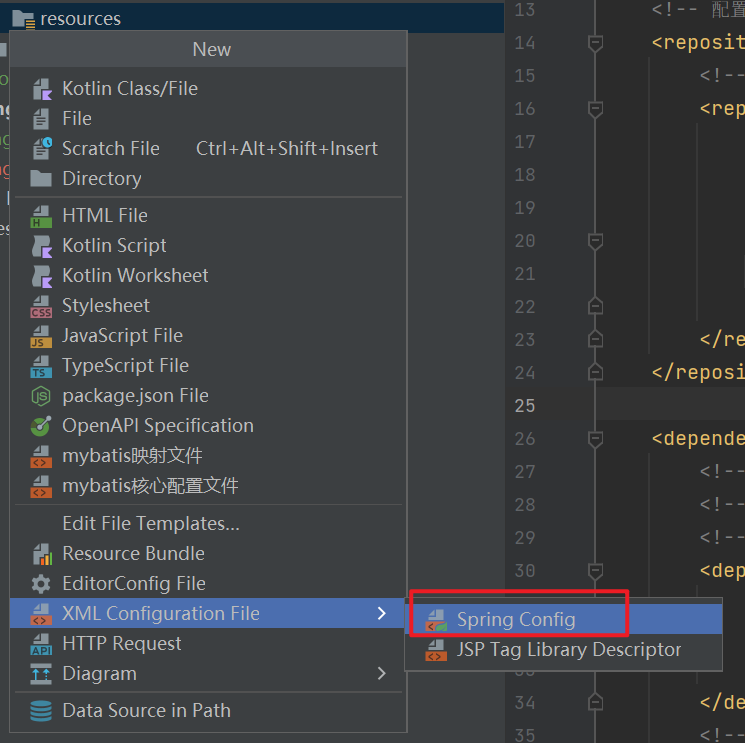 resources
New
Kotlin Class/File
File
Scratch File Ctrl+Alt+Shift+Insert
Directory
HTML File
Kotlin Script
Kotlin Worksheet
Stylesheet
JavaScript File
TypeScript File
package.json File
OpenAPI Specification
mybatis映射文件
mybatis核心配置文件
Edit File Templates...
Resource Bundle
EditorConfig File
XML Configuration File
HTTP Request
Diagram
Data Source in Path
Spring Config
JSP Tag Library Descriptor
13 <!-- 配置
14 <reposit
15 <!--
16 <rep
17
18
19
20
21
22
23 </re
24 </reposi
25
26 <depende
27 <!--
28 <!--
29 <!--
30 <dep
34 </de
35 <!--